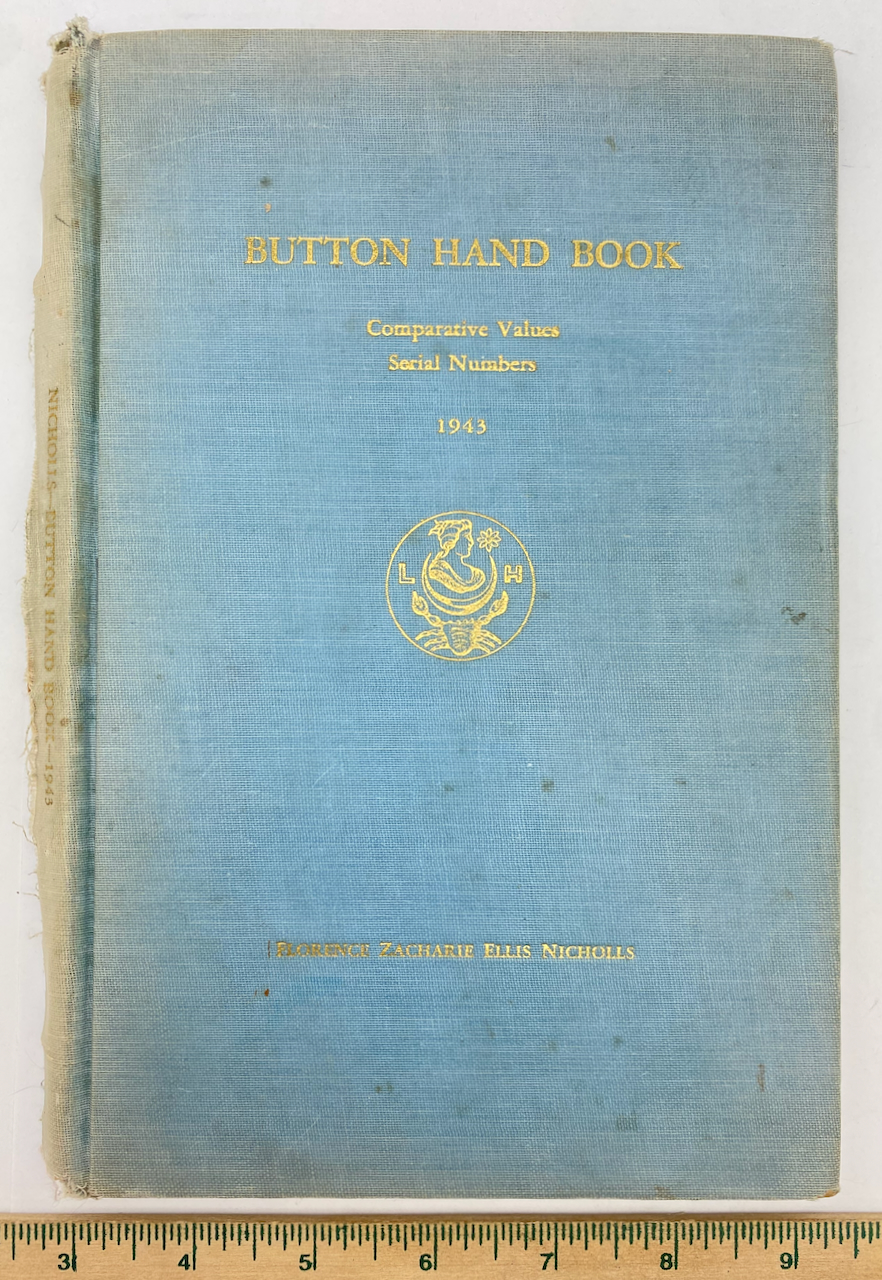 BUTTON HAND BOOK
Comparative Values
Serial Numbers
1943
L H
FLORENCE ZACHARIE ELLIS NICHOLLS
NICHOLLS—BUTTON HAND BOOK—1943
3 4 5 6 7 8 9